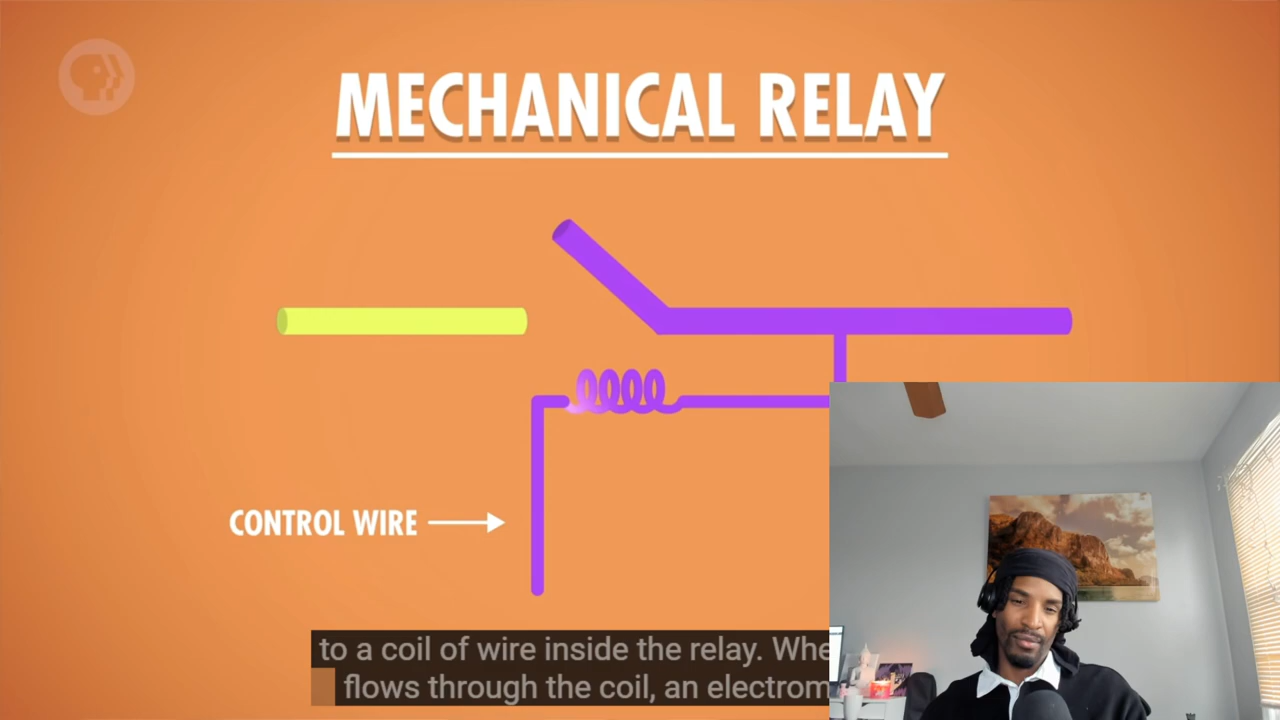 MECHANICAL RELAY
CONTROL WIRE
to a coil of wire inside the relay. Whe
flows through the coil, an electrom